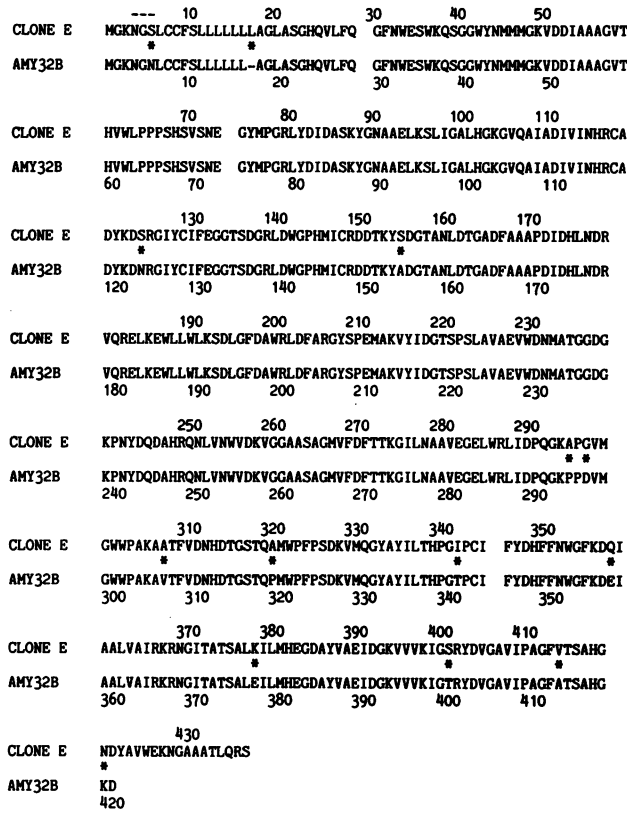 --- 10 20 30 40 50
CLONE E MGKNGSLCCFSLLLLLLLAGLASGHQVLFQ GFNWESWKQSGGWYNMMMGKVDDIAAAGVT
* *
AMY32B MGKNGNLCCFSLLLLLL-AGLASGHQVLFQ GFNWESWKQSGGWYNMMMGKVDDIAAAGVT
10 20 30 40 50
70 80 90 100 110
CLONE E HVWLPPPSHSVSNE GYMPGRLYDIDASKYGNAAELKSLIGALHGKGVQAIADIVINHRCA
AMY32B HVWLPPPSHSVSNE GYMPGRLYDIDASKYGNAAELKSLIGALHGKGVQAIADIVINHRCA
60 70 80 90 100 110
130 140 150 160 170
CLONE E DYKDSRGIYCIFEGGTSDGRLDWGPHMICRDDTKYSDGTANLDTGADFAAAPDIDHLNDR
* *
AMY32B DYKDNRGIYCIFEGGTSDGRLDWGPHMICRDDTKYADGTANLDTGADFAAAPDIDHLNDR
120 130 140 150 160 170
190 200 210 220 230
CLONE E VQRELKEWLLWLKSDLGFDAWRLDFARGYSPEMAKVYIDGTSPSLAVAEVWDNMATGGDG
AMY32B VQRELKEWLLWLKSDLGFDAWRLDFARGYSPEMAKVYIDGTSPSLAVAEVWDNMATGGDG
180 190 200 210 220 230
250 260 270 280 290
CLONE E KPNYDQDAHRQNLVNWVDKVGGAASAGMVFDFTTKGILNAAVEGELWRLIDPQGKAPGVM
* *
AMY32B KPNYDQDAHRQNLVNWVDKVGGAASAGMVFDFTTKGILNAAVEGELWRLIDPQGKPPDVM
240 250 260 270 280 290
310 320 330 340 350
CLONE E GWWPAKAATFVDNHDTGSTQAMWPFPSDKVMQGYAYILTHPGIPCI FYDHFFNWGFKDQI
* * * *
AMY32B GWWPAKAVTFVDNHDTGSTQPMWPFPSDKVMQGYAYILTHPGTPCI FYDHFFNWGFKDEI
300 310 320 330 340 350
370 380 390 400 410
CLONE E AALVAIRKRNGITATSALKILMHEGDAYVAEIDGKVVVKIGSRYDVGAVIPAGFVTSAHG
* * *
AMY32B AALVAIRKRNGITATSALEILMHEGDAYVAEIDGKVVVKIGTRYDVGAVIPAGFATSAHG
360 370 380 390 400 410
430
CLONE E NDYAVWEKNGAAATLQRS
*
AMY32B KD
420